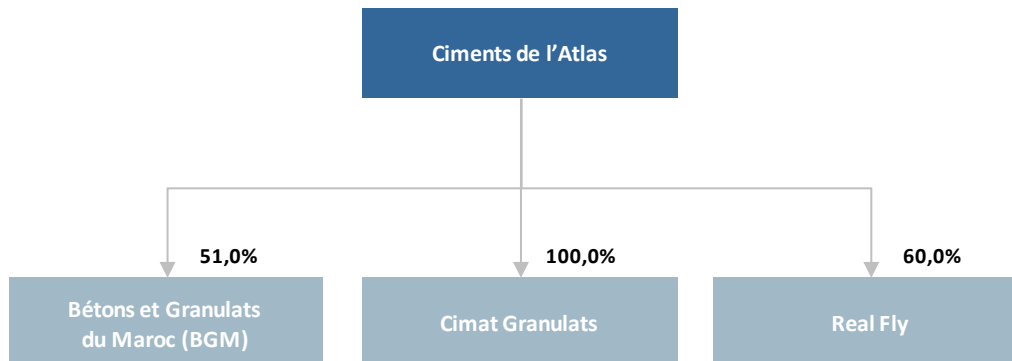 Ciments de l’Atlas
51,0%
100,0%
60,0%
Bétons et Granulats
du Maroc (BGM)
Cimat Granulats
Real Fly